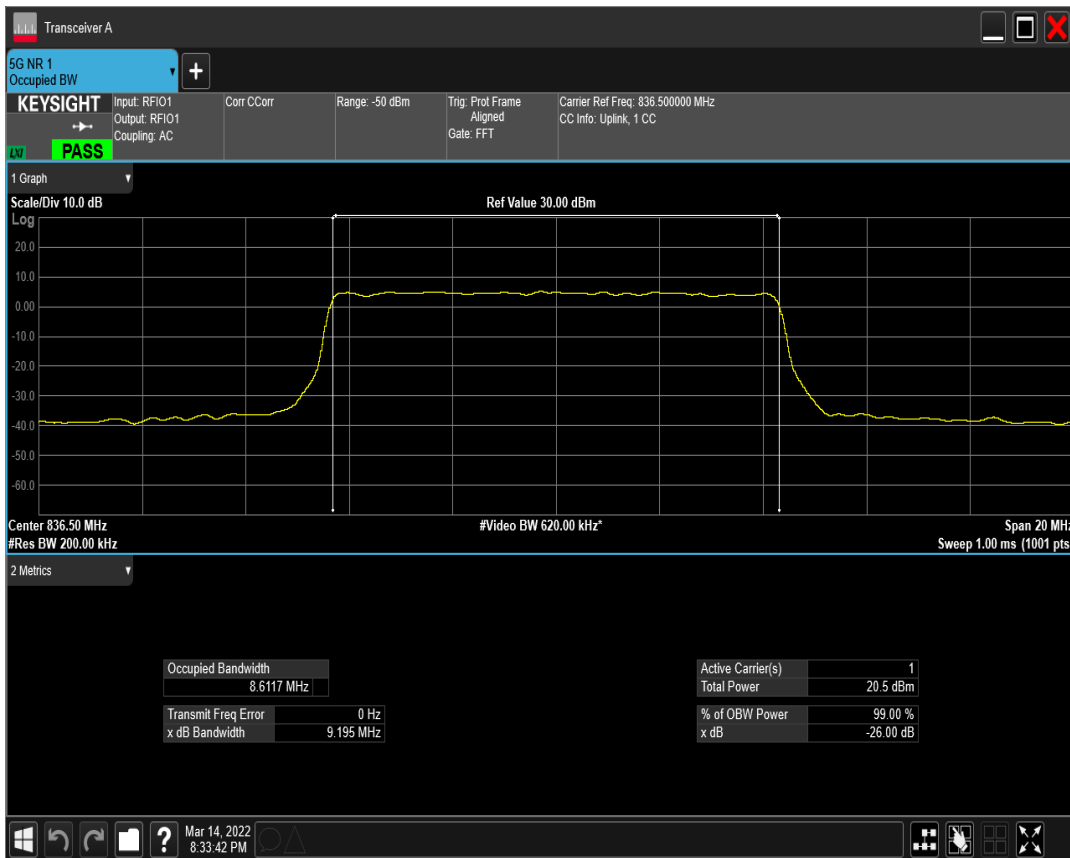 Transceiver A
5G NR 1
Occupied BW
KEYSIGHT
LXI
PASS
Input: RFIO1
Output: RFIO1
Coupling: AC
Corr CCorr
Range: -50 dBm
Trig: Prot Frame
Aligned
Gate: FFT
Carrier Ref Freq: 836.500000 MHz
CC Info: Uplink, 1 CC
1 Graph
Scale/Div 10.0 dB
Ref Value 30.00 dBm
Log
20.0
10.0
0.00
-10.0
-20.0
-30.0
-40.0
-50.0
-60.0
Center 836.50 MHz
#Video BW 620.00 kHz*
Span 20 MHz
#Res BW 200.00 kHz
Sweep 1.00 ms (1001 pts
2 Metrics
Occupied Bandwidth
8.6117 MHz
Transmit Freq Error 0 Hz
x dB Bandwidth 9.195 MHz
Active Carrier(s) 1
Total Power 20.5 dBm
% of OBW Power 99.00 %
x dB -26.00 dB
?
Mar 14, 2022
8:33:42 PM